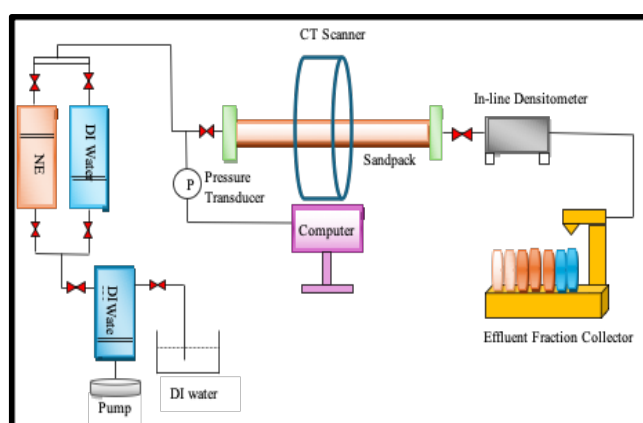 CT Scanner
In-line Densitometer
NE
DI Water
Sandpack
P
Pressure
Transducer
Computer
DI Wate
Effluent Fraction Collector
DI water
Pump